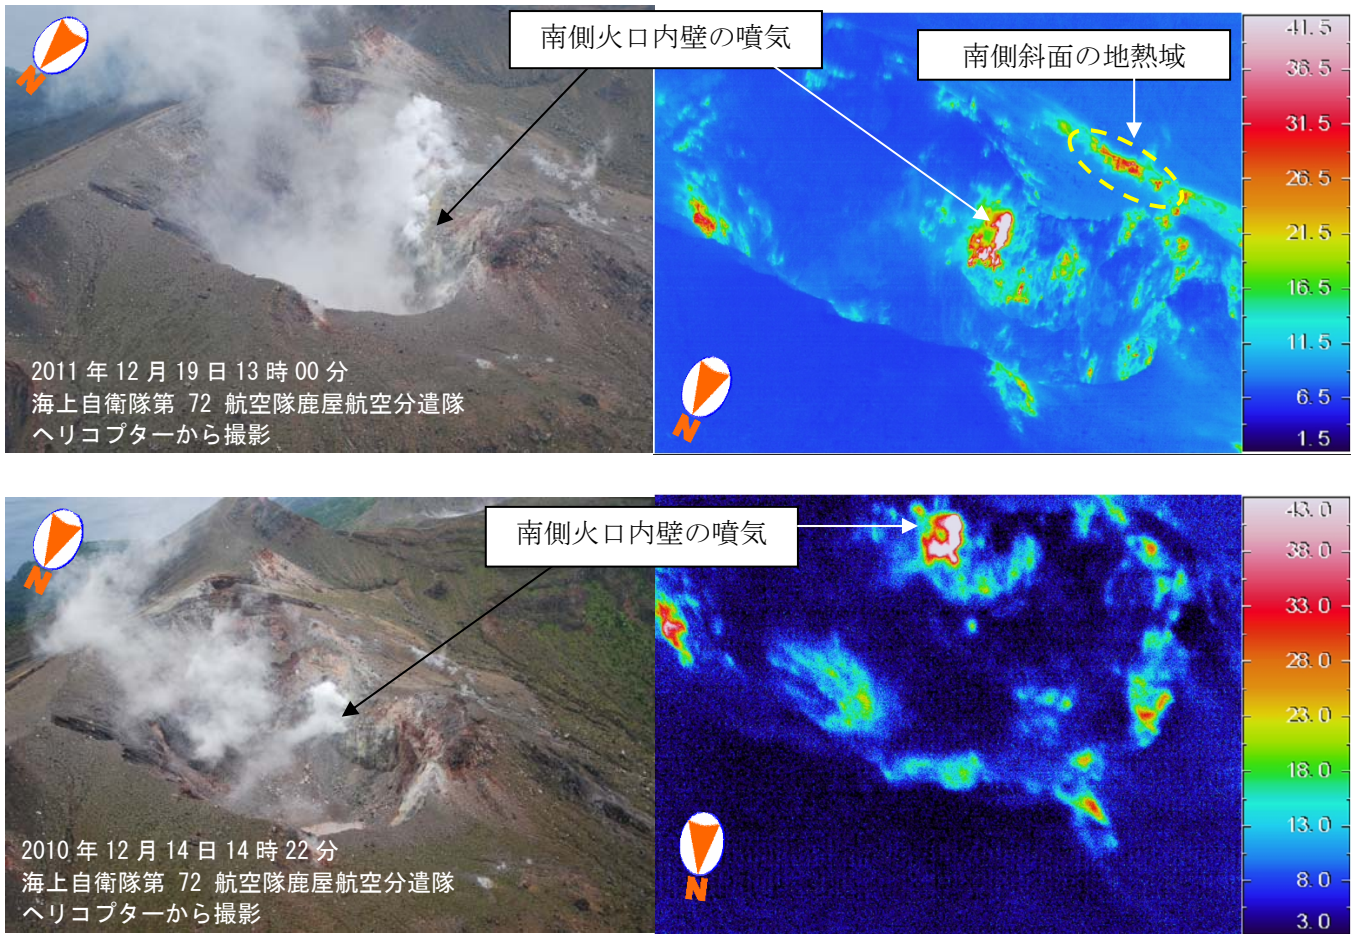 南側火口内壁の噴気
南側斜面の地熱域
N
2011 年 12 月 19 日 13 時 00 分
海上自衛隊第 72 航空隊鹿屋航空分遣隊
ヘリコプターから撮影
N
41.5
36.5
31.5
26.5
21.5
16.5
11.5
6.5
1.5
南側火口内壁の噴気
N
2010 年 12 月 14 日 14 時 22 分
海上自衛隊第 72 航空隊鹿屋航空分遣隊
ヘリコプターから撮影
N
43.0
38.0
33.0
28.0
23.0
18.0
13.0
8.0
3.0